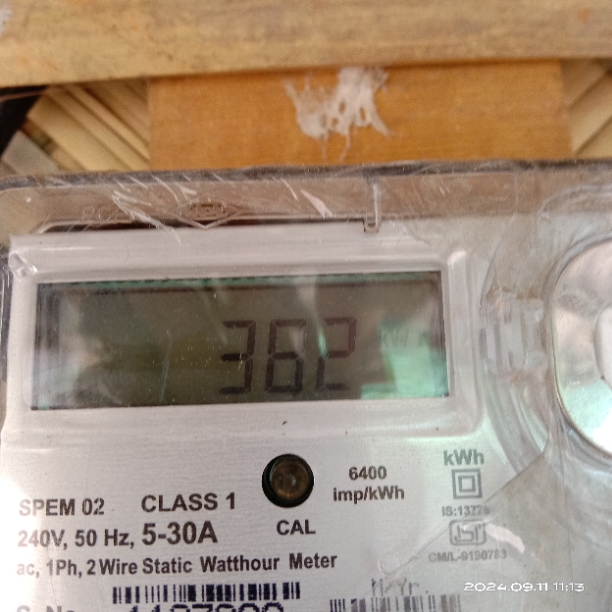 362
kWh
6400
imp/kWh
SPEM 02 CLASS 1
240V, 50 Hz, 5-30A
CAL
ac, 1Ph, 2 Wire Static Watthour Meter
M/Yr
2024.09.11 11:13